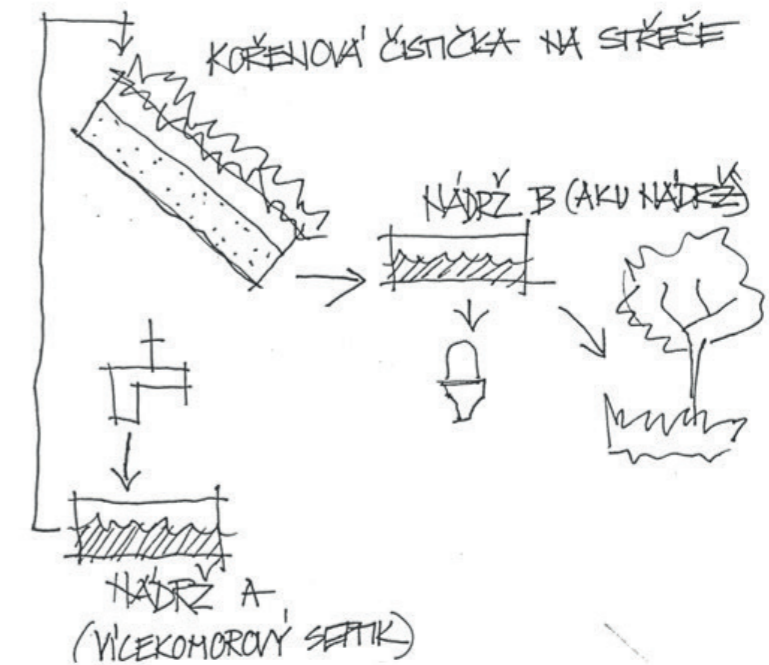 KOŘENOVÁ ČISTIČKA NA STŘEŠE
NÁDRŽ B (AKU NÁDRŽ)
NÁDRŽ A
(VÍCEKOMOROVÝ SEPTIK)